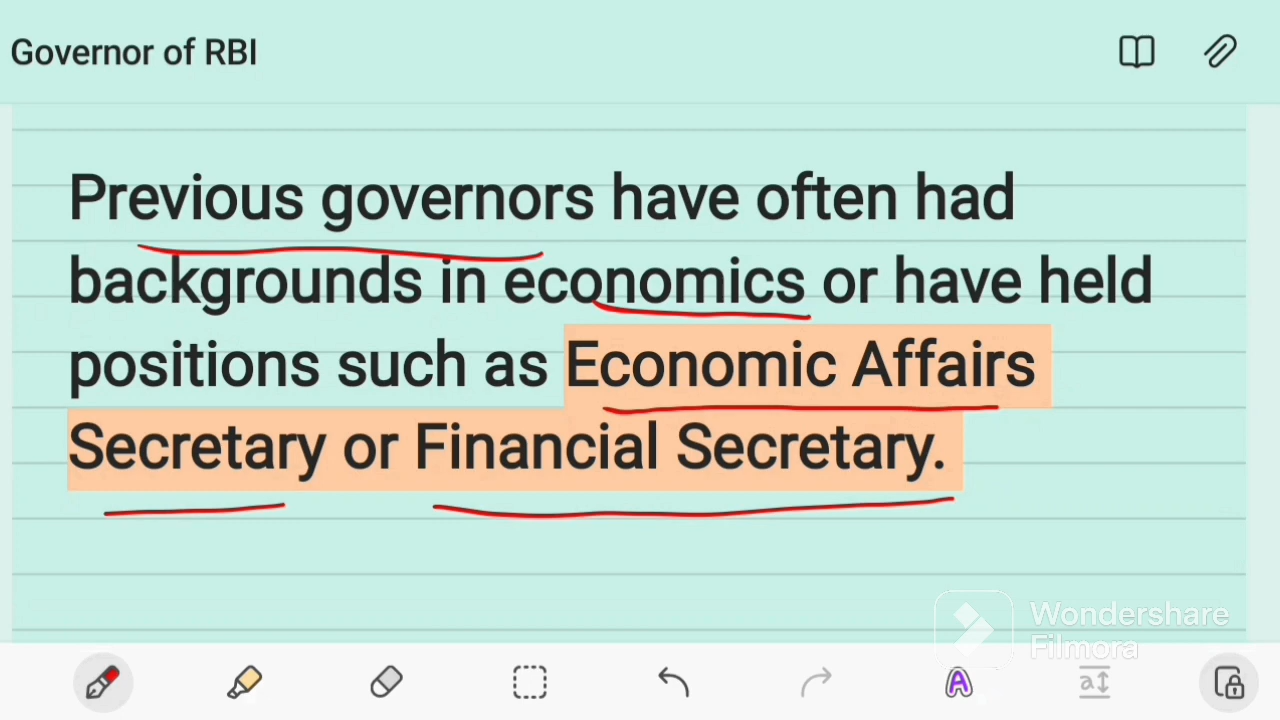 Governor of RBI
Previous governors have often had
backgrounds in economics or have held
positions such as Economic Affairs
Secretary or Financial Secretary.
Wondershare
Filmora
A
a